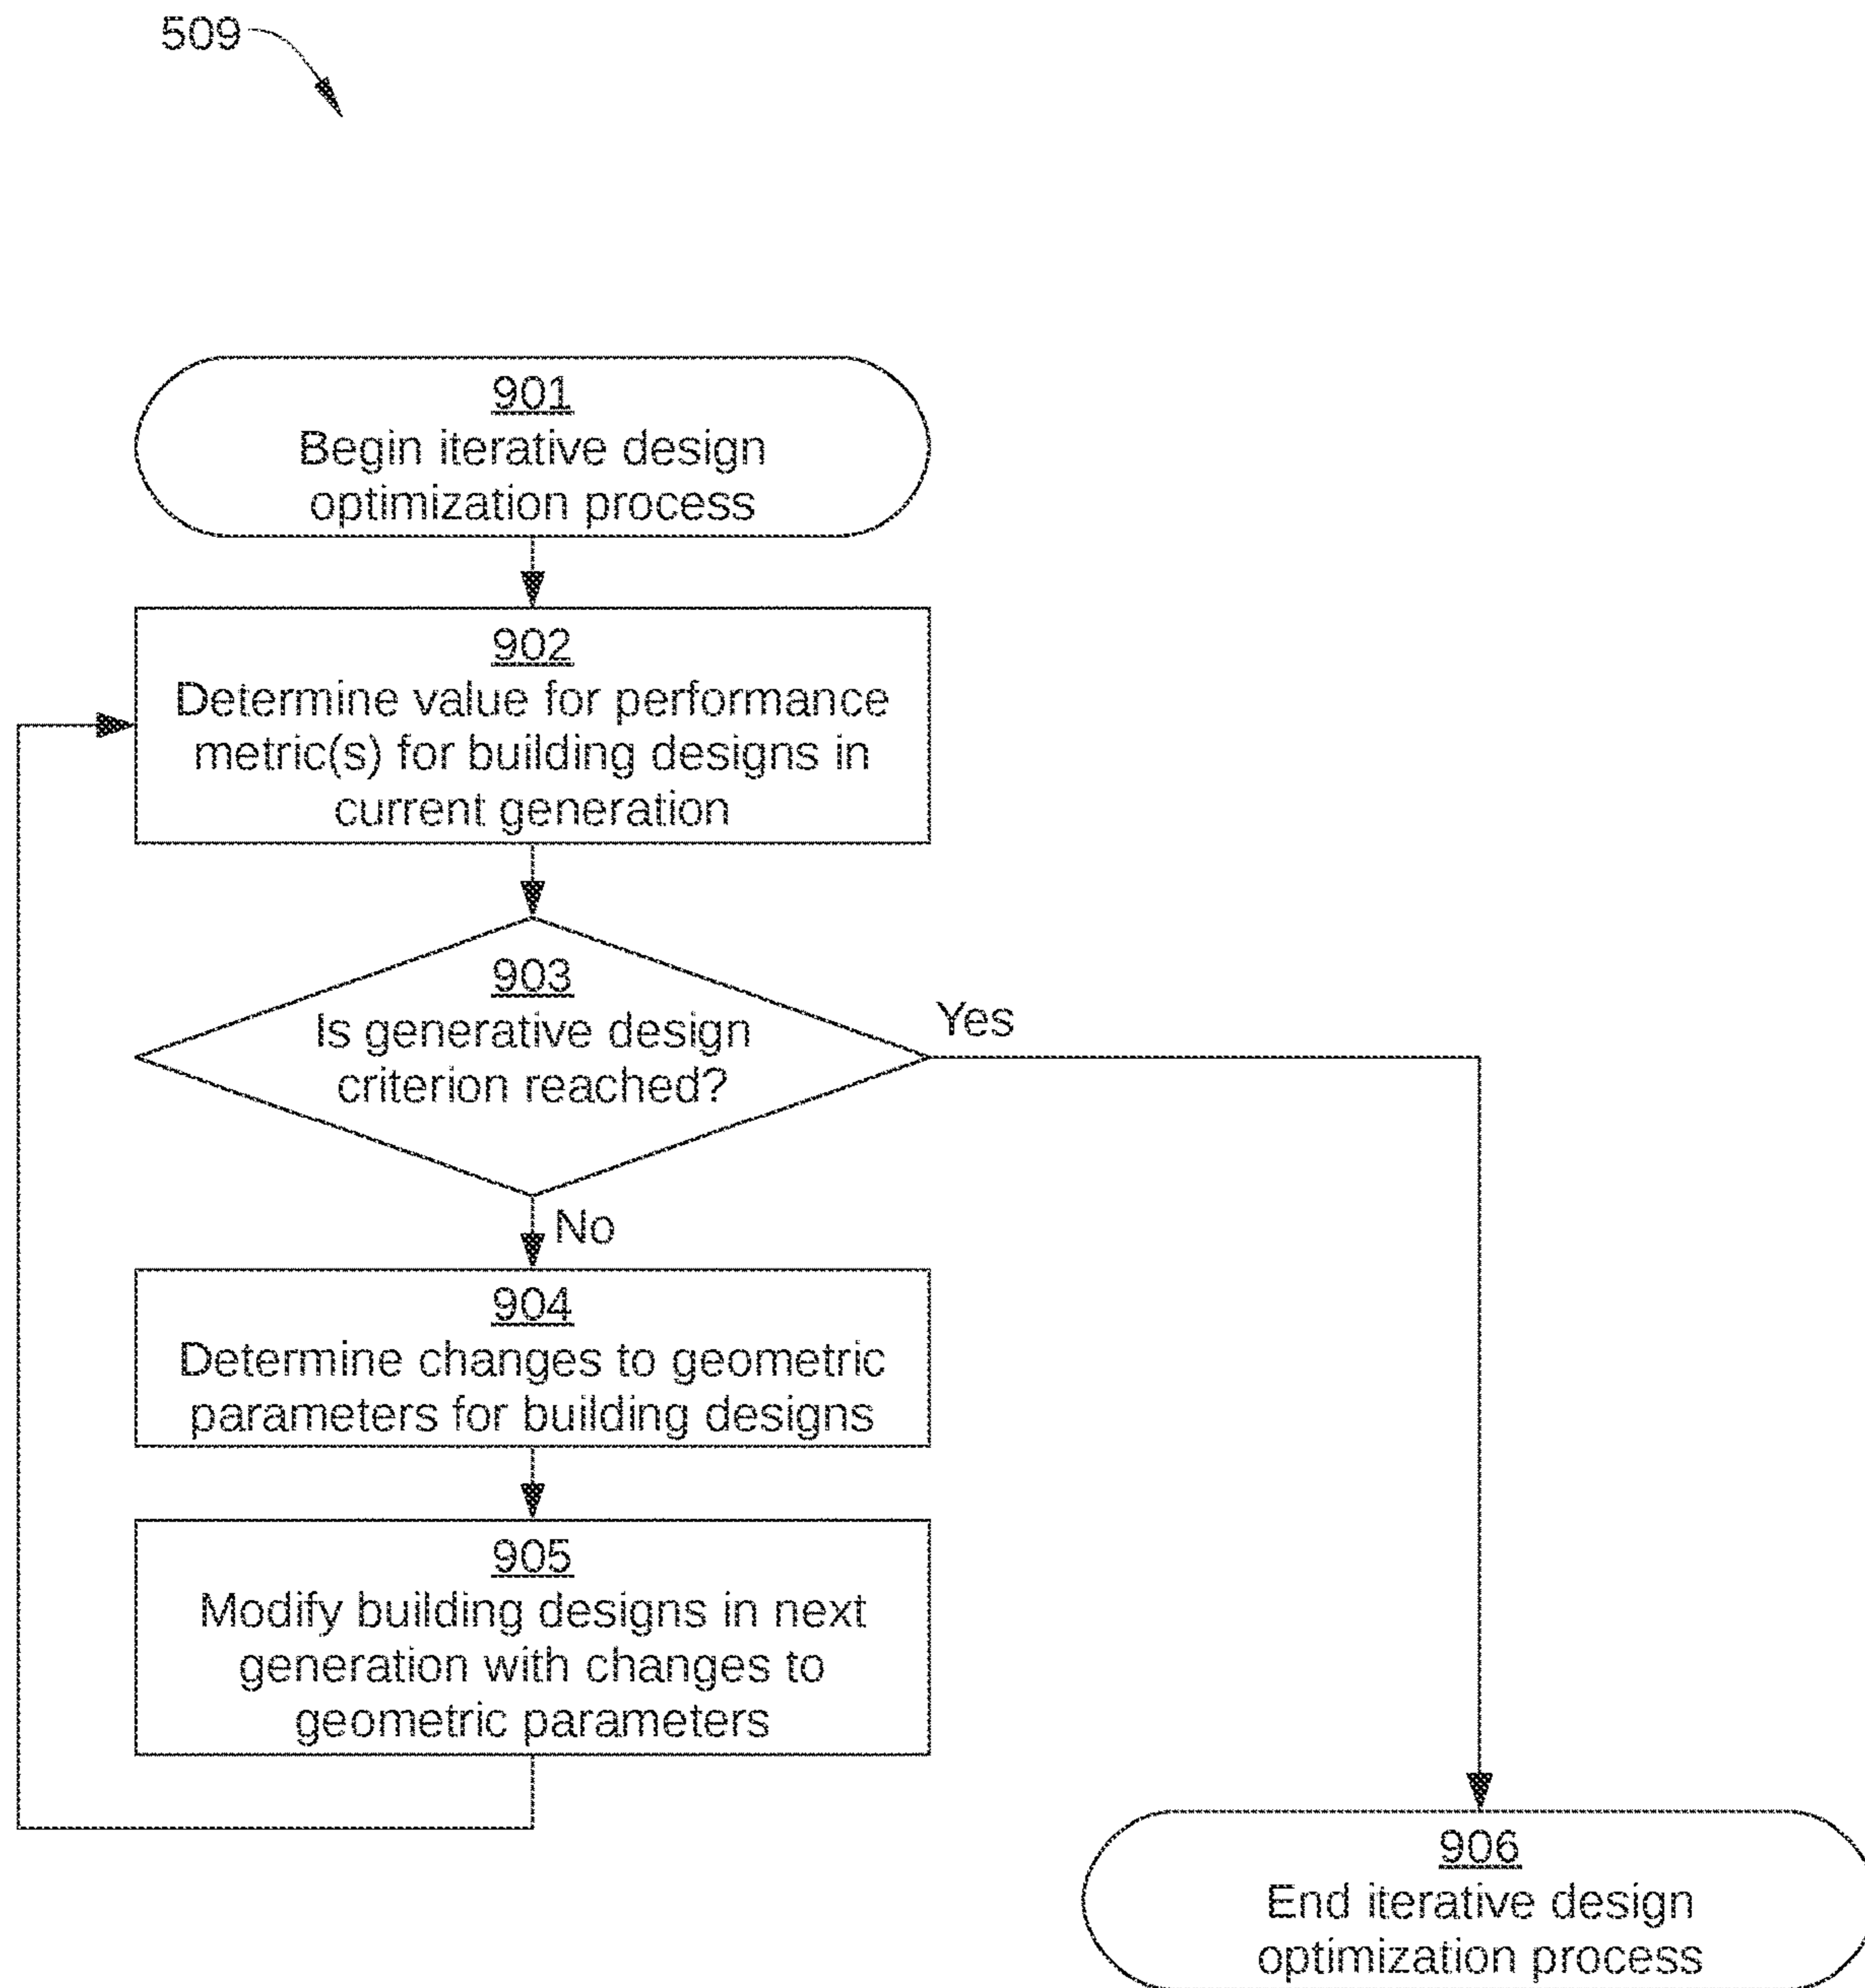 509
901
Begin iterative design
optimization process
902
Determine value for performance
metric(s) for building designs in
current generation
903
Is generative design
criterion reached?
Yes
No
904
Determine changes to geometric
parameters for building designs
905
Modify building designs in next
generation with changes to
geometric parameters
906
End iterative design
optimization process